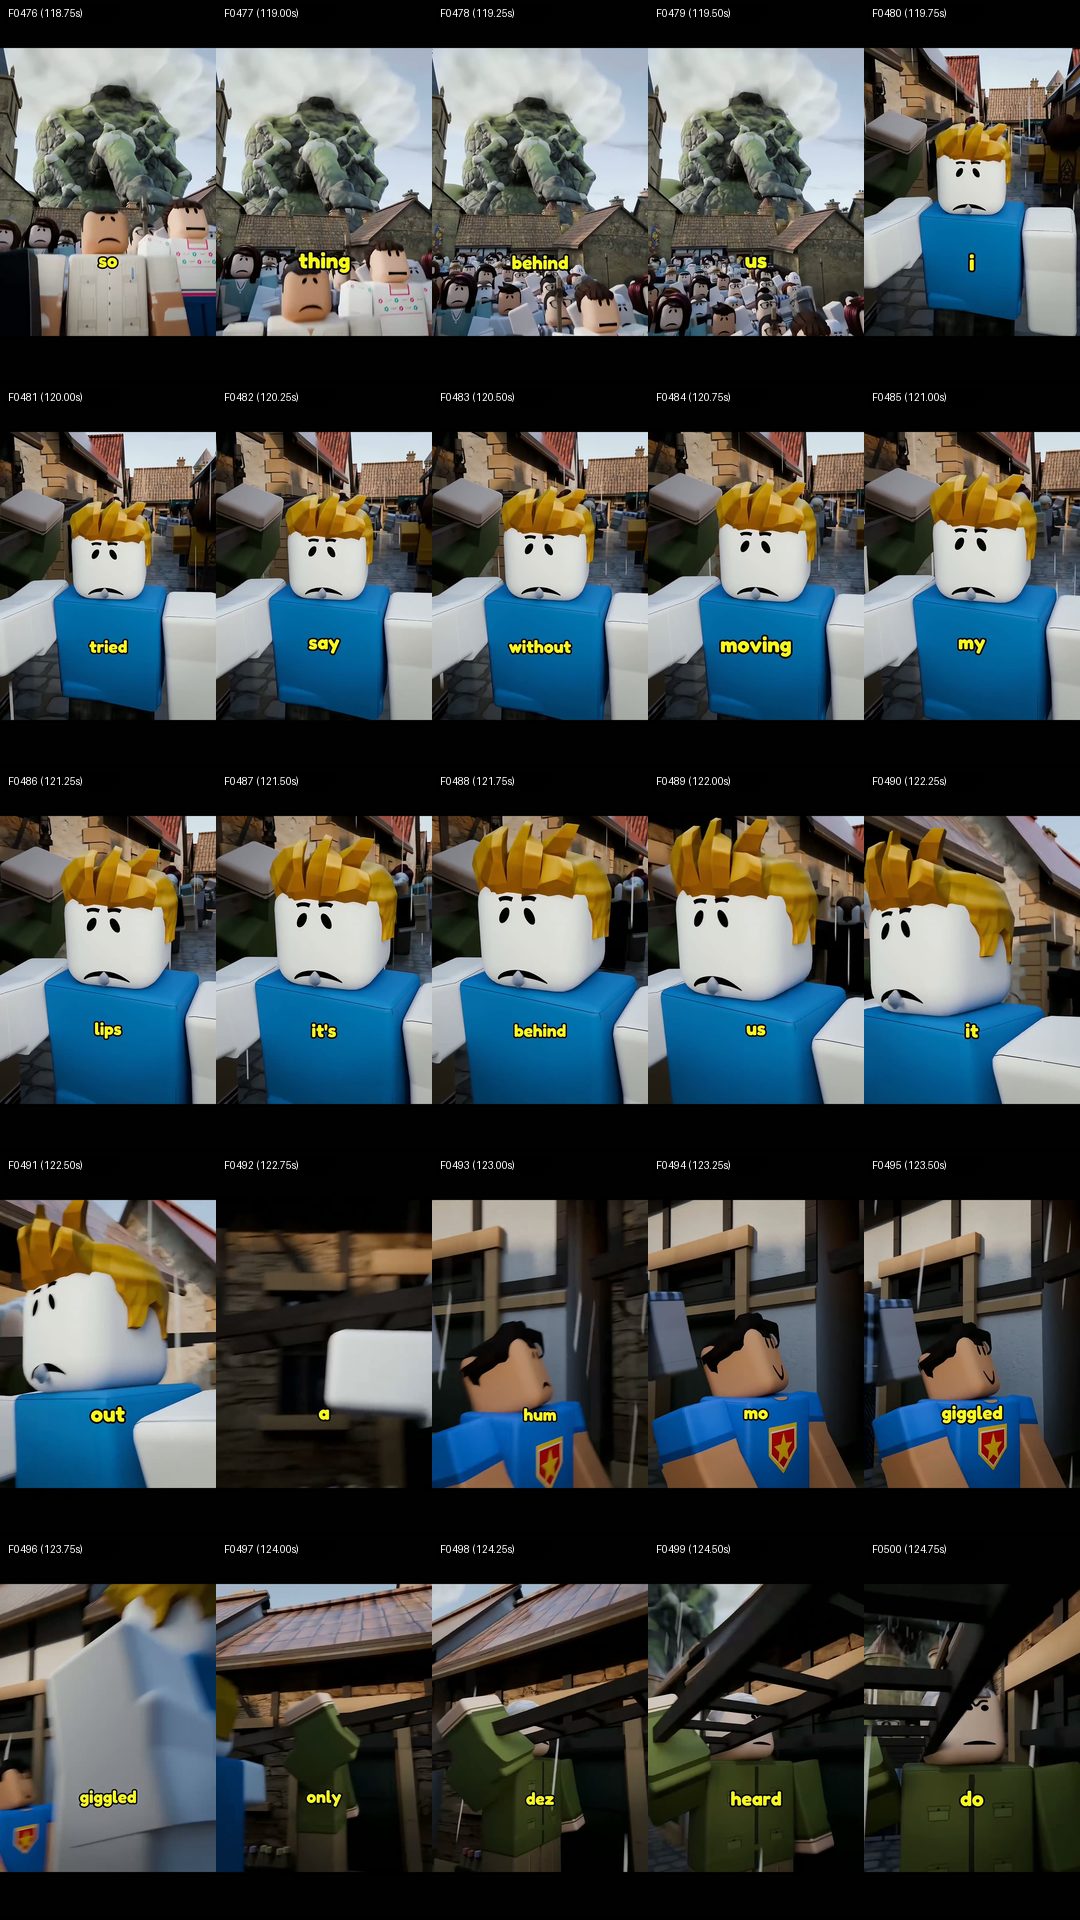 F0476 (118.75s)
F0477 (119.00s)
F0478 (119.25s)
F0479 (119.50s)
F0480 (119.75s)
so
thing
behind
us
i
F0481 (120.00s)
F0482 (120.25s)
F0483 (120.50s)
F0484 (120.75s)
F0485 (121.00s)
tried
say
without
moving
my
F0486 (121.25s)
F0487 (121.50s)
F0488 (121.75s)
F0489 (122.00s)
F0490 (122.25s)
lips
it's
behind
us
it
F0491 (122.50s)
F0492 (122.75s)
F0493 (123.00s)
F0494 (123.25s)
F0495 (123.50s)
out
a
hum
mo
giggled
F0496 (123.75s)
F0497 (124.00s)
F0498 (124.25s)
F0499 (124.50s)
F0500 (124.75s)
giggled
only
dez
heard
do